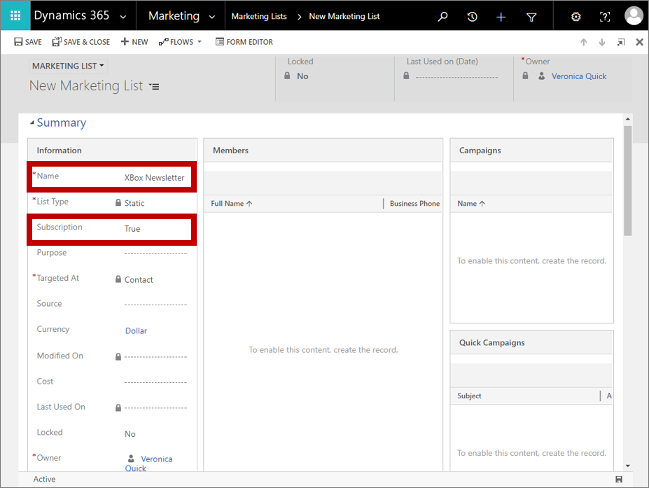 Dynamics 365 Marketing Marketing Lists New Marketing List
SAVE SAVE & CLOSE + NEW FLOWS FORM EDITOR
MARKETING LIST
New Marketing List
Locked
No
Last Used on (Date)
--------------------
*Owner
Veronica Quick
Summary
Information
*Name XBox Newsletter
*List Type Static
Subscription True
Purpose ----------------
*Targeted At Contact
Source ----------------
Currency Dollar
Modified On ----------------
Cost ----------------
Last Used On ----------------
Locked No
*Owner Veronica
Quick
Members
Full Name ↑ Business Phone
To enable this content, create the record.
Campaigns
Name ↑
To enable this content, create the record.
Quick Campaigns
Subject A
To enable this content, create the record.
Active